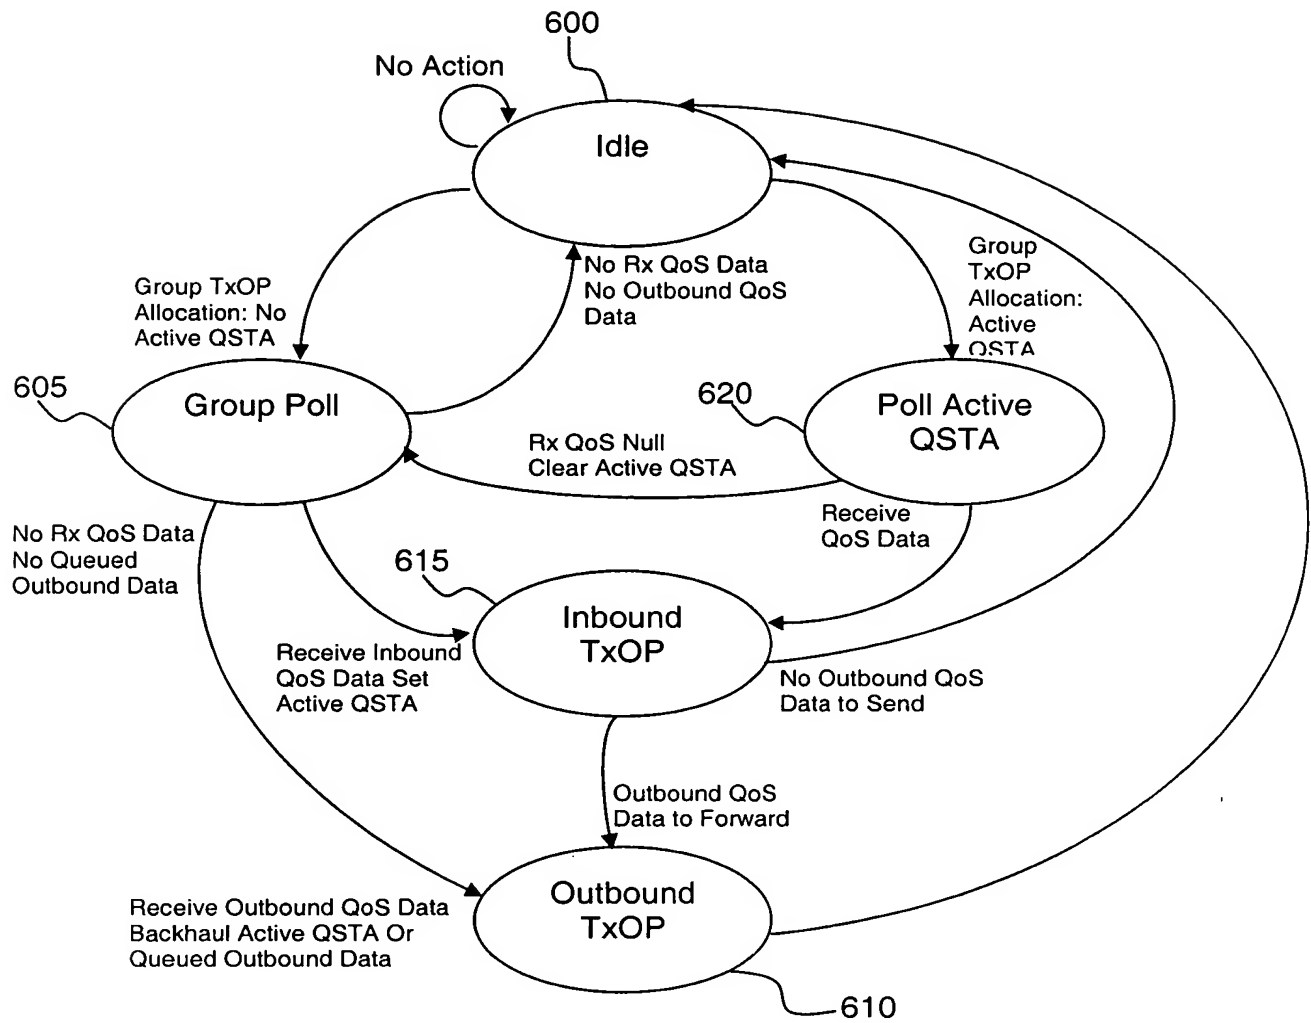 600
No Action
Idle
Group TxOP
Allocation: No
Active QSTA
No Rx QoS Data
No Outbound QoS
Data
Group
TxOP
Allocation:
Active
QSTA
605
Group Poll
620
Poll Active
QSTA
Rx QoS Null
Clear Active QSTA
Receive
QoS Data
No Rx QoS Data
No Queued
Outbound Data
615
Inbound
TxOP
Receive Inbound
QoS Data Set
Active QSTA
No Outbound QoS
Data to Send
Outbound QoS
Data to Forward
Outbound
TxOP
Receive Outbound QoS Data
Backhaul Active QSTA Or
Queued Outbound Data
610